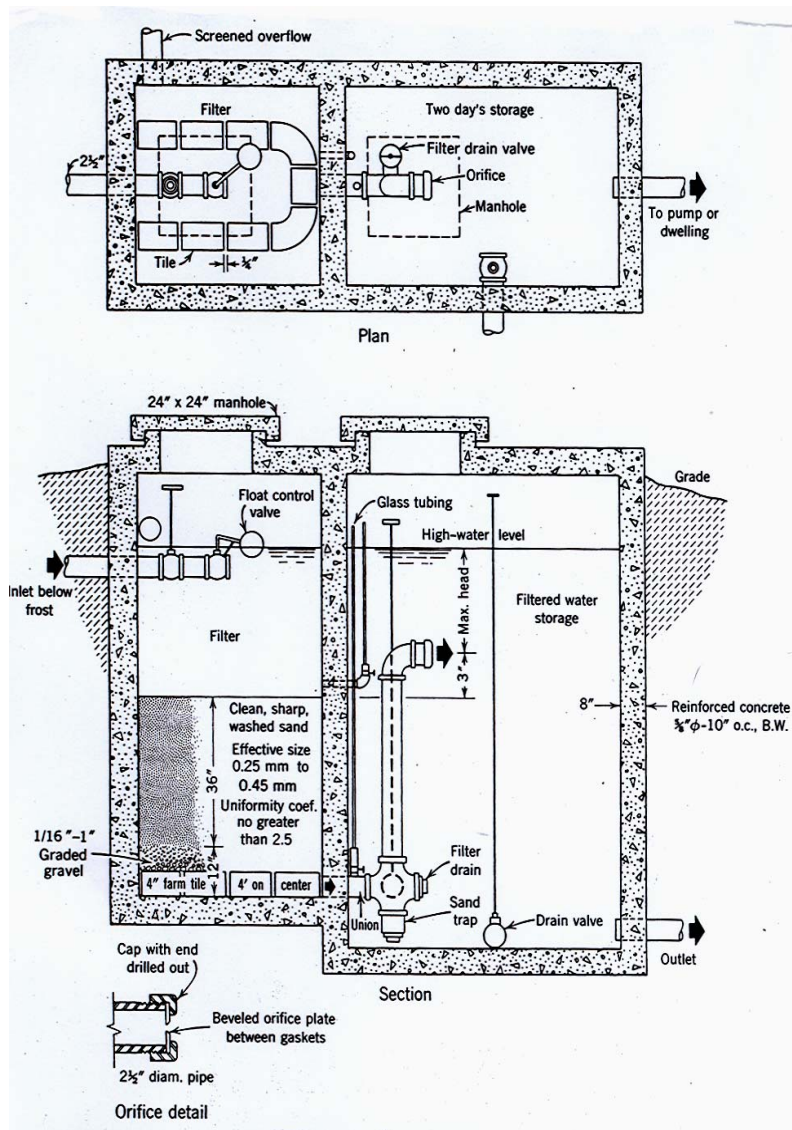 Screened overflow
Filter
Two day's storage
2½"
Filter drain valve
Orifice
Manhole
To pump or
dwelling
Tile
¼"
Plan
24" x 24" manhole
Float control
valve
Glass tubing
Grade
High-water level
Inlet below
frost
Max. head
Filtered water
storage
Filter
3"
Clean, sharp,
washed sand
Effective size
0.25 mm to
0.45 mm
Uniformity coef.
no greater
than 2.5
36"
8"
Reinforced concrete
⅜"ϕ-10" o.c., B.W.
1/16"-1"
Graded
gravel
12"
4" farm tile
4' on
center
Filter
drain
Union
Sand
trap
Drain valve
Outlet
Section
Cap with end
drilled out
Beveled orifice plate
between gaskets
2½" diam. pipe
Orifice detail